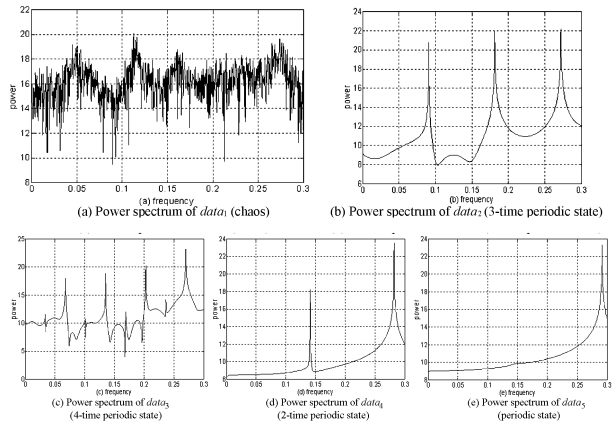 22
20
18
16
14
12
10
8
power
0 0.05 0.1 0.15 0.2 0.25 0.3
(a) frequency
(a) Power spectrum of data1 (chaos)
24
22
20
18
16
14
12
10
8
6
power
0 0.05 0.1 0.15 0.2 0.25 0.3
(b) frequency
(b) Power spectrum of data2 (3-time periodic state)
25
20
15
10
5
0
power
0 0.05 0.1 0.15 0.2 0.25 0.3
(c) frequency
(c) Power spectrum of data3
(4-time periodic state)
24
22
20
18
16
14
12
10
8
power
0 0.05 0.1 0.15 0.2 0.25 0.3
(d) frequency
(d) Power spectrum of data4
(2-time periodic state)
24
22
20
18
16
14
12
10
8
power
0 0.05 0.1 0.15 0.2 0.25 0.3
(e) frequency
(e) Power spectrum of data5
(periodic state)